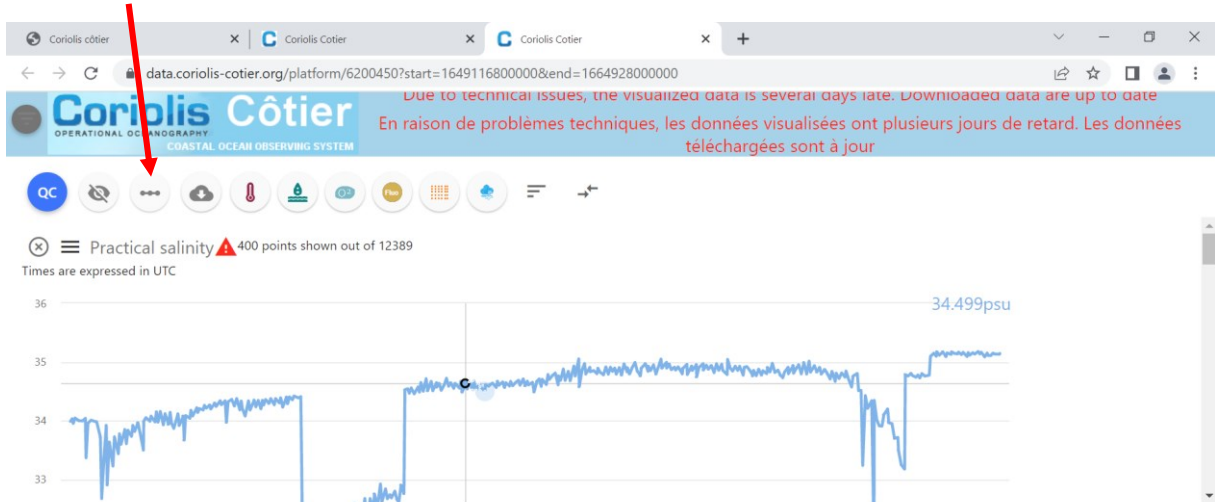 Coriolis côtier
Coriolis Cotier
Coriolis Cotier
data.coriolis-cotier.org/platform/6200450?start=1649116800000&end=1664928000000
Coriolis Côtier
OPERATIONAL OCEANOGRAPHY
COASTAL OCEAN OBSERVING SYSTEM
Due to technical issues, the visualized data is several days late. Downloaded data are up to date
En raison de problèmes techniques, les données visualisées ont plusieurs jours de retard. Les données
téléchargées sont à jour
QC
O2
Fluo
Practical salinity 400 points shown out of 12389
Times are expressed in UTC
34.499psu
36
35
34
33